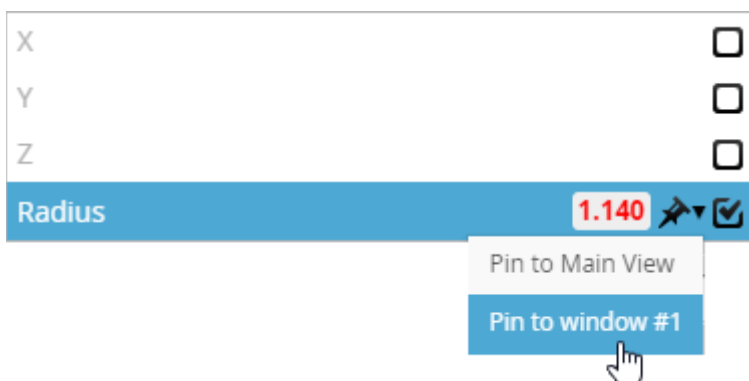 X
Y
Z
Radius 1.140
Pin to Main View
Pin to window #1